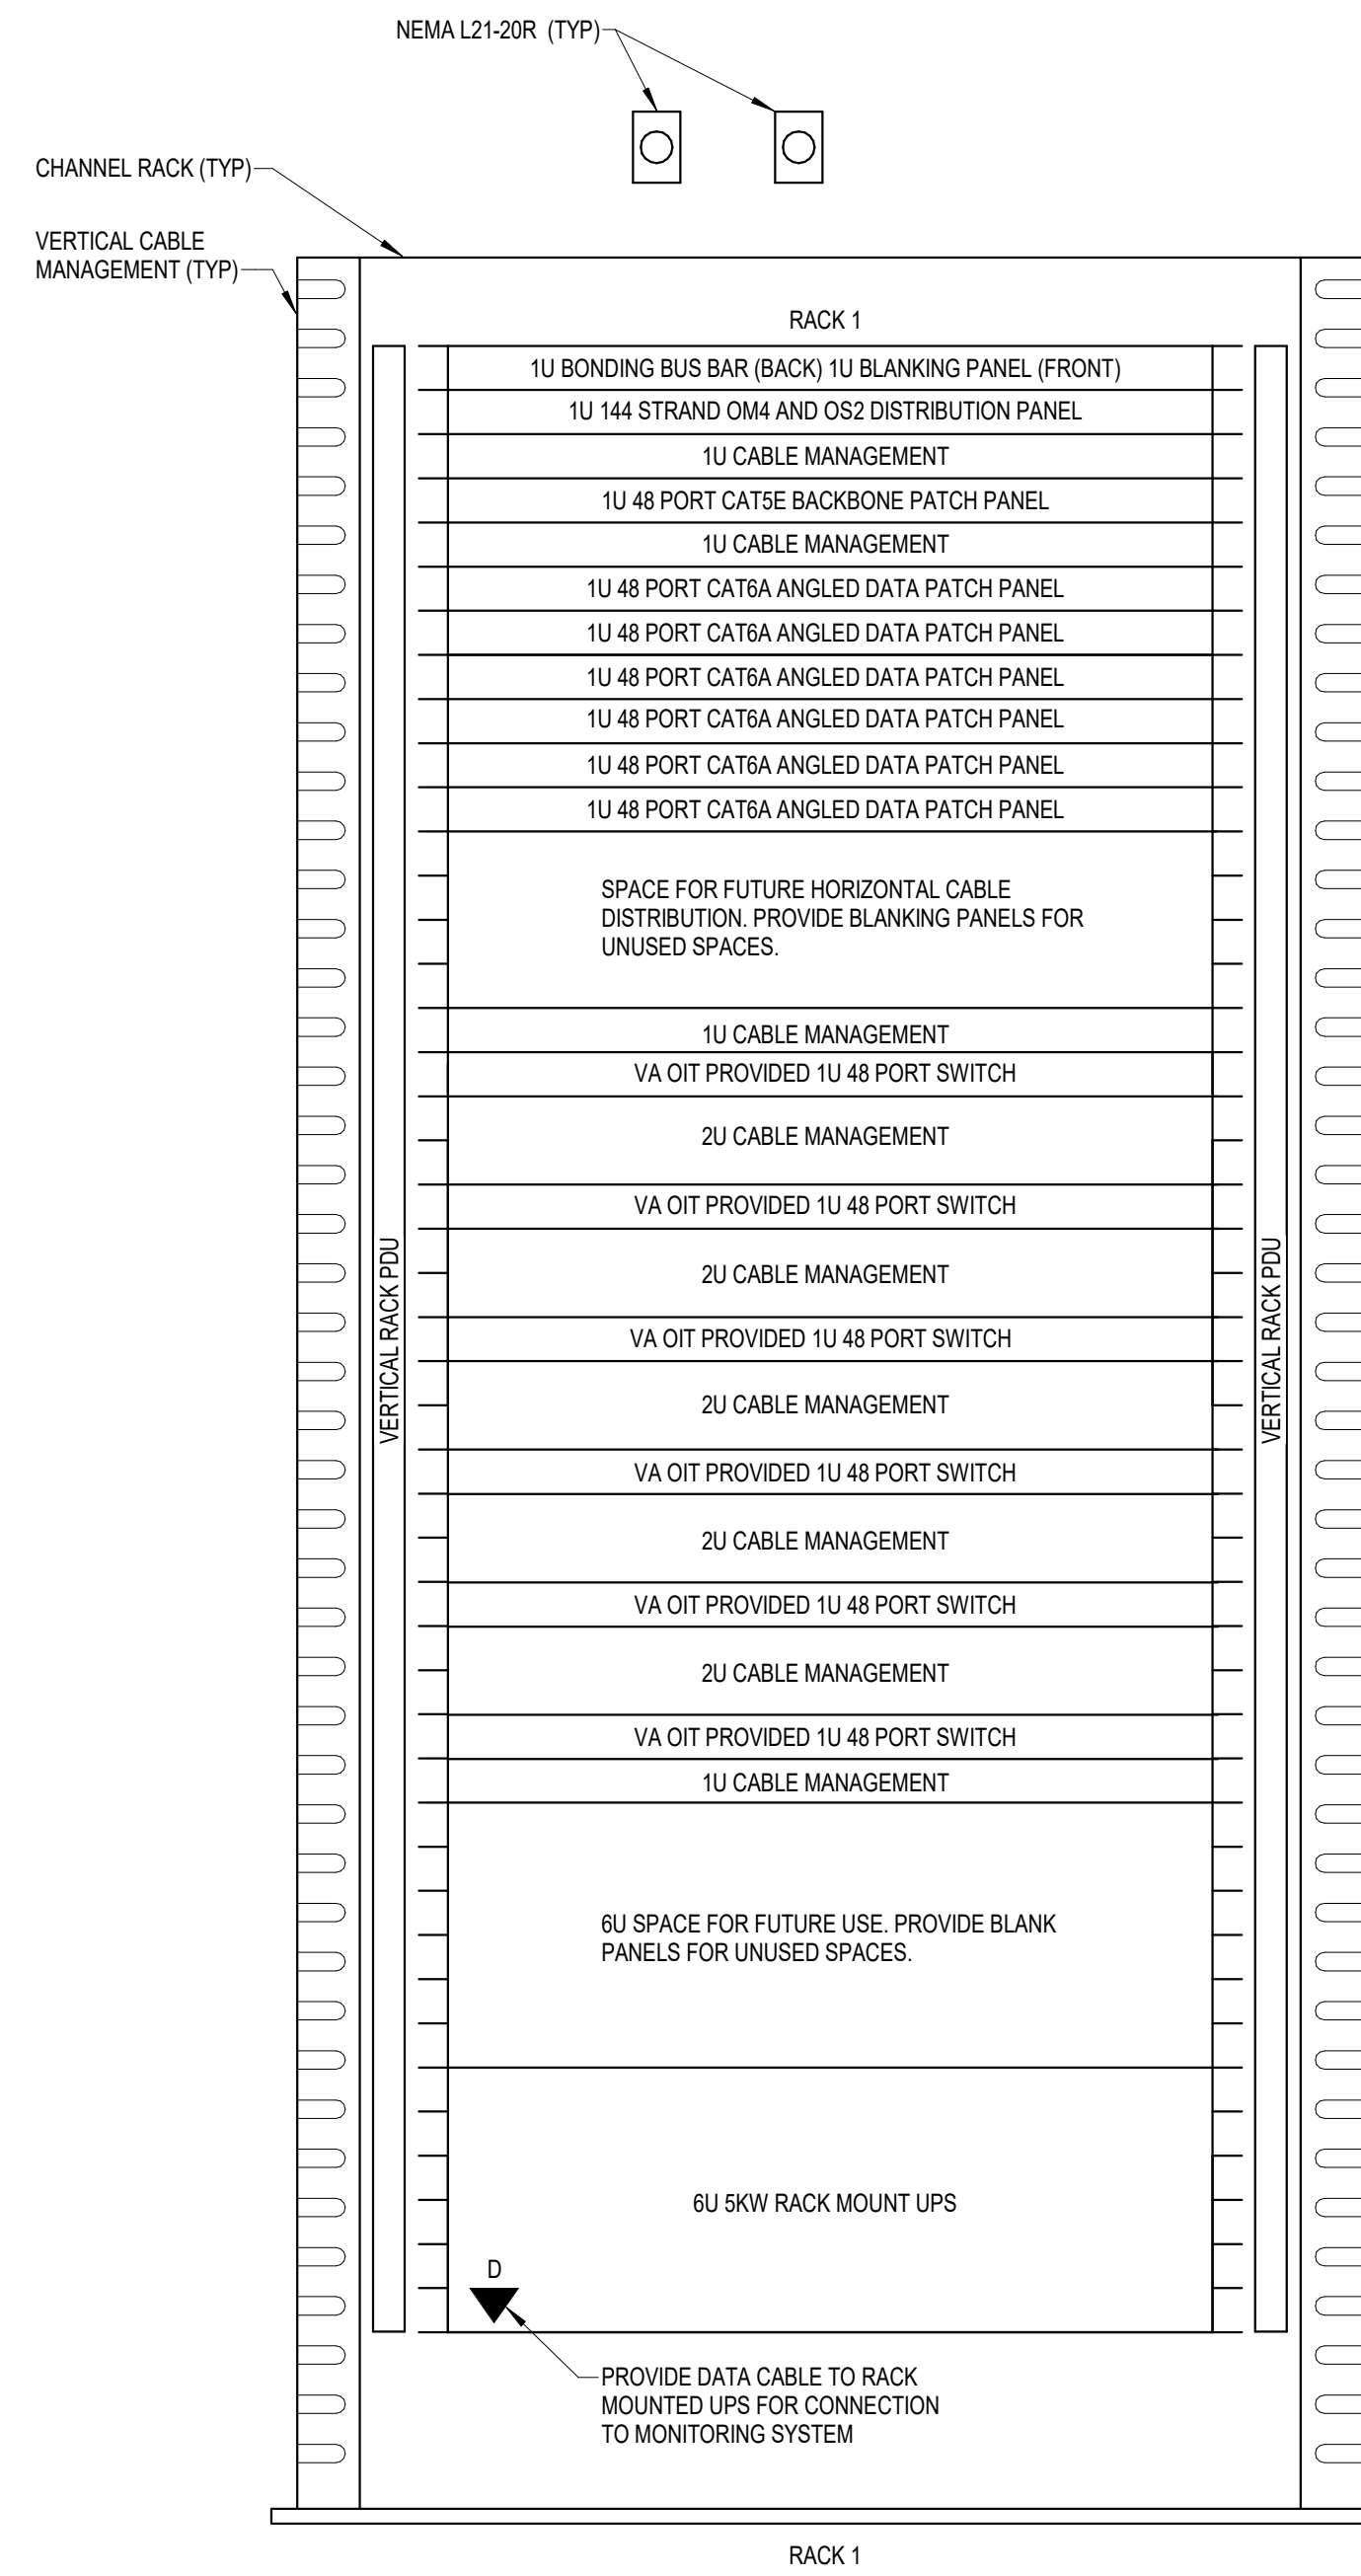 NEMA L21-20R (TYP)
CHANNEL RACK (TYP)
VERTICAL CABLE
MANAGEMENT (TYP)
RACK 1
1U BONDING BUS BAR (BACK) 1U BLANKING PANEL (FRONT)
1U 144 STRAND OM4 AND OS2 DISTRIBUTION PANEL
1U CABLE MANAGEMENT
1U 48 PORT CAT5E BACKBONE PATCH PANEL
1U CABLE MANAGEMENT
1U 48 PORT CAT6A ANGLED DATA PATCH PANEL
1U 48 PORT CAT6A ANGLED DATA PATCH PANEL
1U 48 PORT CAT6A ANGLED DATA PATCH PANEL
1U 48 PORT CAT6A ANGLED DATA PATCH PANEL
1U 48 PORT CAT6A ANGLED DATA PATCH PANEL
1U 48 PORT CAT6A ANGLED DATA PATCH PANEL
SPACE FOR FUTURE HORIZONTAL CABLE
DISTRIBUTION. PROVIDE BLANKING PANELS FOR
UNUSED SPACES.
1U CABLE MANAGEMENT
VA OIT PROVIDED 1U 48 PORT SWITCH
2U CABLE MANAGEMENT
VA OIT PROVIDED 1U 48 PORT SWITCH
2U CABLE MANAGEMENT
VA OIT PROVIDED 1U 48 PORT SWITCH
VERTICAL RACK PDU
VERTICAL RACK PDU
2U CABLE MANAGEMENT
VA OIT PROVIDED 1U 48 PORT SWITCH
2U CABLE MANAGEMENT
VA OIT PROVIDED 1U 48 PORT SWITCH
2U CABLE MANAGEMENT
VA OIT PROVIDED 1U 48 PORT SWITCH
1U CABLE MANAGEMENT
6U SPACE FOR FUTURE USE. PROVIDE BLANK
PANELS FOR UNUSED SPACES.
6U 5KW RACK MOUNT UPS
D
PROVIDE DATA CABLE TO RACK
MOUNTED UPS FOR CONNECTION
TO MONITORING SYSTEM
RACK 1